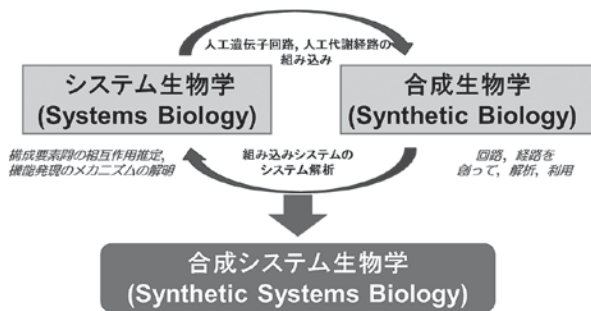 人工遺伝子回路, 人工代謝経路の
組み込み
システム生物学
(Systems Biology)
合成生物学
(Synthetic Biology)
構成要素間の相互作用推定,
機能発現のメカニズムの解明
組み込みシステムの
システム解析
回路, 経路を
創って, 解析, 利用
合成システム生物学
(Synthetic Systems Biology)